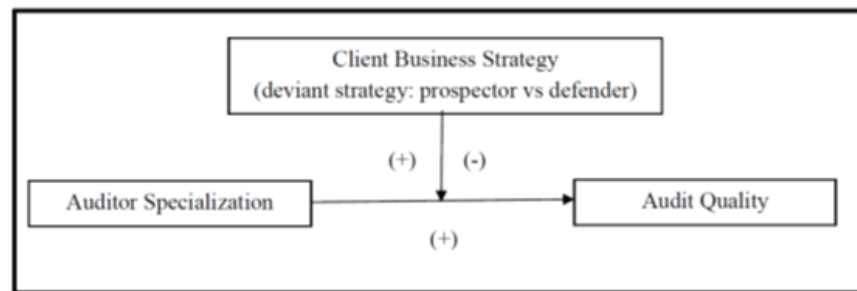 Client Business Strategy
(deviant strategy: prospector vs defender)
(+) (-)
Auditor Specialization
Audit Quality
(+)